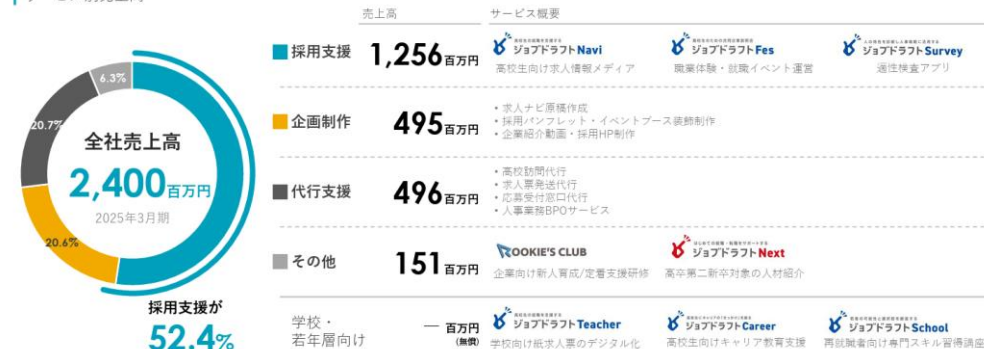 売上高
サービス概要
6.3%
20.7%
20.6%
全社売上高
2,400百万円
2025年3月期
採用支援が
52.4%
採用支援
1,256百万円
ジョブドラフトNavi
高校生向け求人情報メディア
ジョブドラフトFes
職業体験・就職イベント運営
ジョブドラフトSurvey
適性検査アプリ
企画制作
495百万円
・求人ナビ原稿作成
・採用パンフレット・イベントブース装飾制作
・企業紹介動画・採用HP制作
代行支援
496百万円
・高校訪問代行
・求人票発送代行
・応募受付窓口代行
・人事業務BPOサービス
その他
151百万円
ROOKIE'S CLUB
企業向け新人育成/定着支援研修
ジョブドラフトNext
高卒第二新卒対象の人材紹介
学校・
若年層向け
― 百万円
(無償)
ジョブドラフトTeacher
学校向け紙求人票のデジタル化
ジョブドラフトCareer
高校生向けキャリア教育支援
ジョブドラフトSchool
再就職者向け専門スキル習得講座